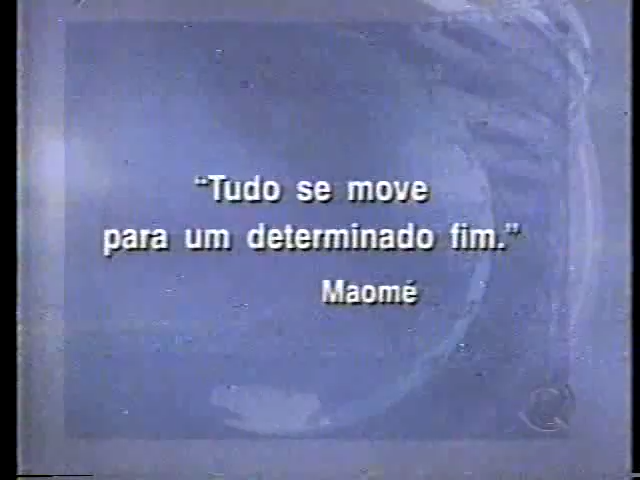 “Tudo se move
para um determinado fim.”
Maomé